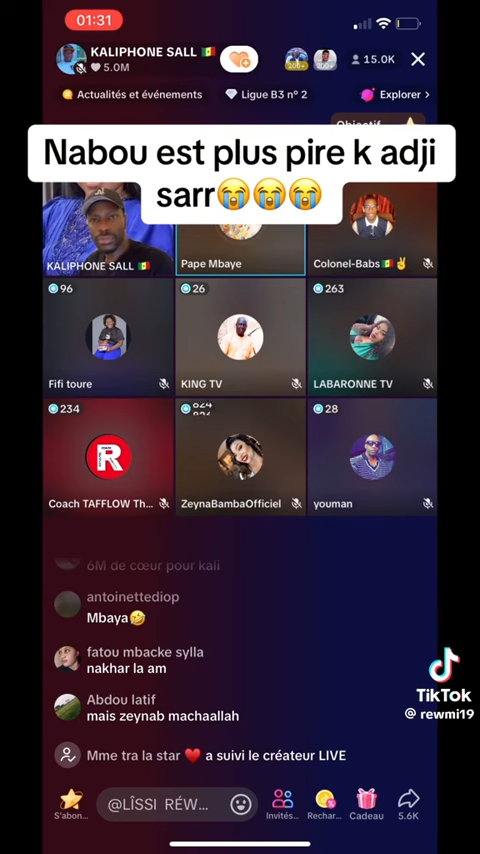 01:31
KALIPHONE SALL 🇸🇳
5.0M
200+
200+
15.0K
Actualités et événements
Ligue B3 n° 2
Explorer >
Objectif
Nabou est plus pire k adji
sarr😭😭😭
KALIPHONE SALL 🇸🇳
Pape Mbaye
Colonel-Babs🇸🇳✌️
96
26
263
Fifi toure
KING TV
LABARONNE TV
234
824
28
R
Coach TAFFLOW Th...
ZeynaBambaOfficiel
youman
6M de cœur pour kali
antoinettediop
Mbaya🤣
fatou mbacke sylla
nakhar la am
Abdou latif
mais zeynab machaallah
Mme tra la star ❤️ a suivi le créateur LIVE
TikTok
@ rewmi19
@LÎSSI RÉW...
S'abon...
Invités...
Rechar...
Cadeau
5.6K